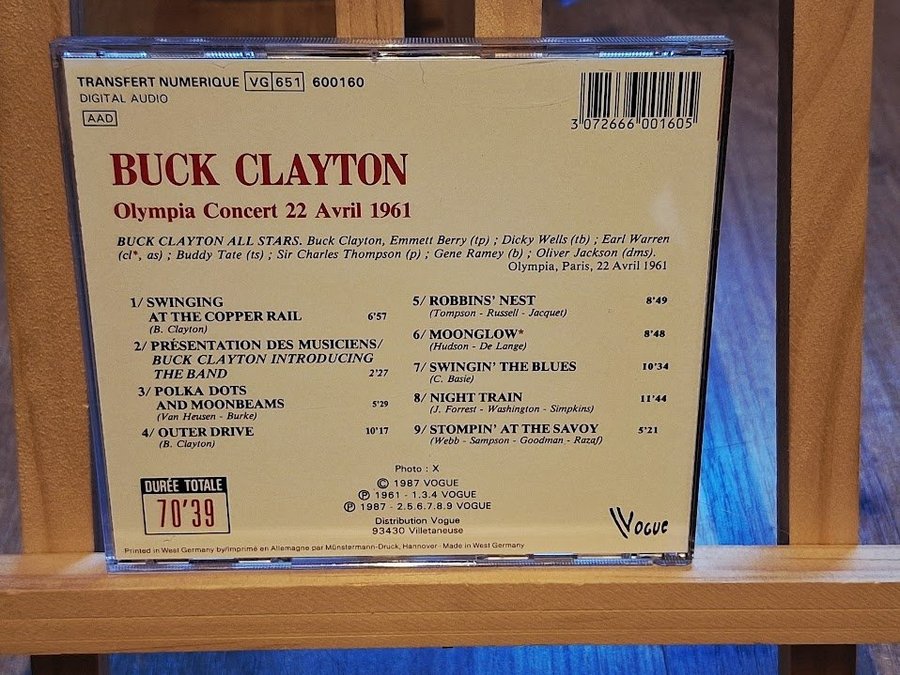 TRANSFERT NUMERIQUE VG 651 600160
DIGITAL AUDIO
AAD
3 072666 001605
BUCK CLAYTON
Olympia Concert 22 Avril 1961
BUCK CLAYTON ALL STARS. Buck Clayton, Emmett Berry (tp) ; Dicky Wells (tb) ; Earl Warren
(cl*, as) ; Buddy Tate (ts) ; Sir Charles Thompson (p) ; Gene Ramey (b) ; Oliver Jackson (dms).
Olympia, Paris, 22 Avril 1961
1/ SWINGING
AT THE COPPER RAIL 6'57
(B. Clayton)
2/ PRÉSENTATION DES MUSICIENS/
BUCK CLAYTON INTRODUCING
THE BAND 2'27
3/ POLKA DOTS
AND MOONBEAMS 5'29
(Van Heusen - Burke)
4/ OUTER DRIVE 10'17
(B. Clayton)
5/ ROBBINS' NEST 8'49
(Tompson - Russell - Jacquet)
6/ MOONGLOW* 8'48
(Hudson - De Lange)
7/ SWINGIN' THE BLUES 10'34
(C. Basie)
8/ NIGHT TRAIN 11'44
(J. Forrest - Washington - Simpkins)
9/ STOMPIN' AT THE SAVOY 5'21
(Webb - Sampson - Goodman - Razaf)
DURÉE TOTALE
70'39
Photo : X
© 1987 VOGUE
℗ 1961 - 1.3.4 VOGUE
℗ 1987 - 2.5.6.7.8.9 VOGUE
Distribution Vogue
93430 Villetaneuse
Vogue
Printed in West Germany by/imprimé en Allemagne par Münstermann-Druck, Hannover · Made in West Germany